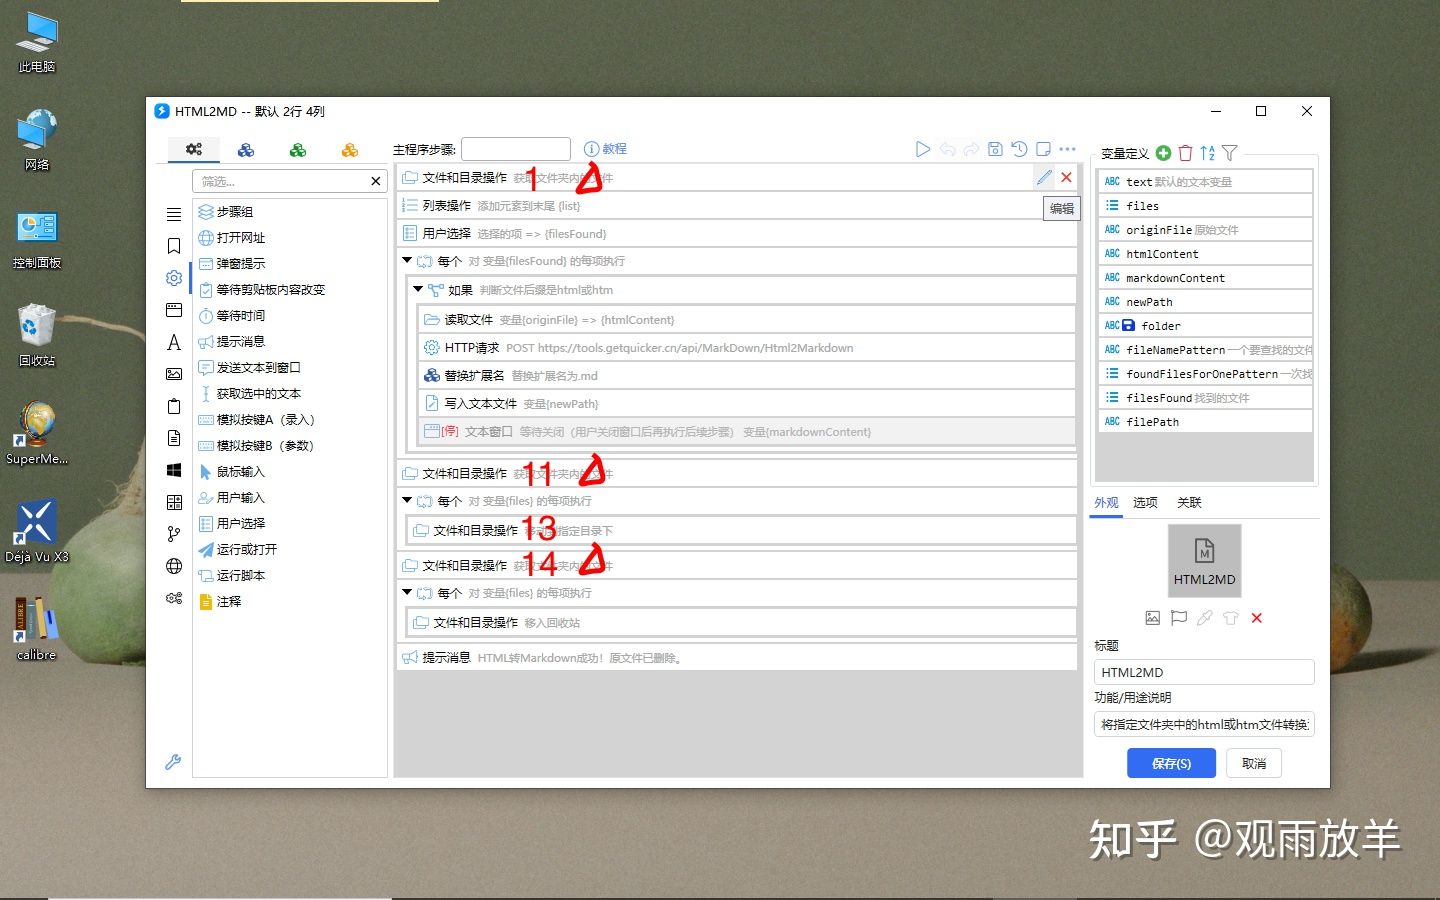 此电脑
网络
控制面板
回收站
SuperMe...
Déjà Vu X3
calibre
HTML2MD -- 默认 2行 4列
主程序步骤:
教程
筛选...
步骤组
打开网址
弹窗提示
等待剪贴板内容改变
等待时间
提示消息
发送文本到窗口
获取选中的文本
模拟按键A（录入）
模拟按键B（参数）
鼠标输入
用户输入
用户选择
运行或打开
运行脚本
注释
文件和目录操作 获取文件夹内的文件
1
编辑
列表操作 添加元素到末尾 {list}
用户选择 选择的项 => {filesFound}
每个 对 变量{filesFound} 的每项执行
如果 判断文件后缀是html或htm
读取文件 变量{originFile} => {htmlContent}
HTTP请求 POST https://tools.getquicker.cn/api/MarkDown/Html2Markdown
替换扩展名 替换扩展名为.md
写入文本文件 变量{newPath}
[停] 文本窗口 等待关闭（用户关闭窗口后再执行后续步骤） 变量{markdownContent}
文件和目录操作 获取文件夹内的文件
11
每个 对 变量{files} 的每项执行
文件和目录操作 移动到指定目录下
13
文件和目录操作 获取文件夹内的文件
14
每个 对 变量{files} 的每项执行
文件和目录操作 移入回收站
提示消息 HTML转Markdown成功！原文件已删除。
变量定义
ABC text 默认的文本变量
files
ABC originFile 原始文件
ABC htmlContent
ABC markdownContent
ABC newPath
ABC folder
ABC fileNamePattern 一个要查找的文件
foundFilesForOnePattern 一次找
filesFound 找到的文件
ABC filePath
外观 选项 关联
M
HTML2MD
标题
HTML2MD
功能/用途说明
将指定文件夹中的html或htm文件转换
保存(S) 取消
知乎 @观雨放羊